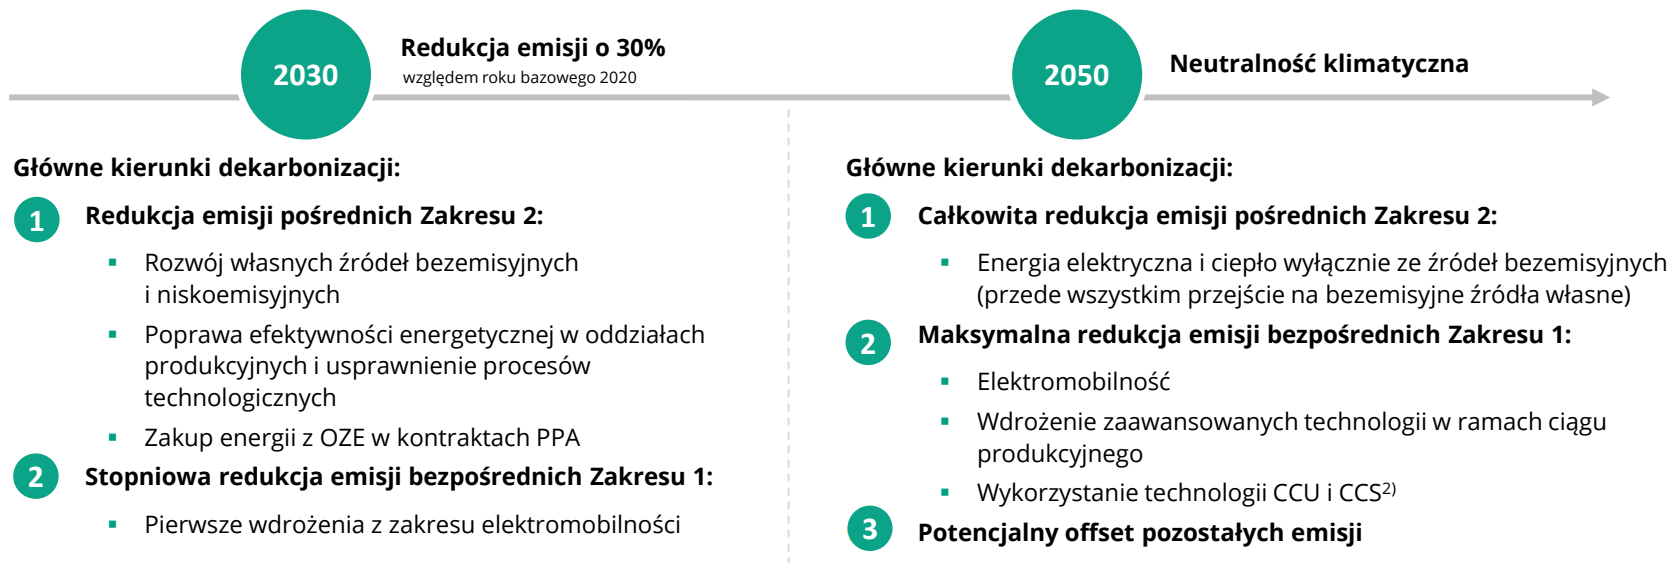 2030
Redukcja emisji o 30%
względem roku bazowego 2020
2050
Neutralność klimatyczna
Główne kierunki dekarbonizacji:
1 Redukcja emisji pośrednich Zakresu 2:
▪ Rozwój własnych źródeł bezemisyjnych
i niskoemisyjnych
▪ Poprawa efektywności energetycznej w oddziałach
produkcyjnych i usprawnienie procesów
technologicznych
▪ Zakup energii z OZE w kontraktach PPA
2 Stopniowa redukcja emisji bezpośrednich Zakresu 1:
▪ Pierwsze wdrożenia z zakresu elektromobilności
Główne kierunki dekarbonizacji:
1 Całkowita redukcja emisji pośrednich Zakresu 2:
▪ Energia elektryczna i ciepło wyłącznie ze źródeł bezemisyjnych
(przede wszystkim przejście na bezemisyjne źródła własne)
2 Maksymalna redukcja emisji bezpośrednich Zakresu 1:
▪ Elektromobilność
▪ Wdrożenie zaawansowanych technologii w ramach ciągu
produkcyjnego
▪ Wykorzystanie technologii CCU i CCS²⁾
3 Potencjalny offset pozostałych emisji